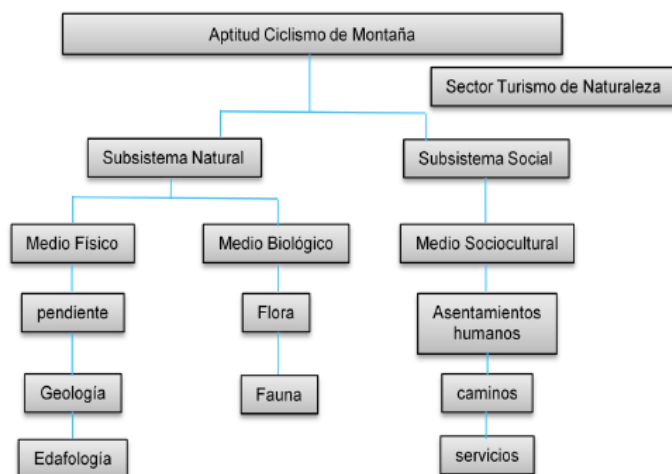 Aptitud Ciclismo de Montaña
Sector Turismo de Naturaleza
Subsistema Natural
Subsistema Social
Medio Físico
Medio Biológico
Medio Sociocultural
pendiente
Flora
Asentamientos
humanos
Geología
Fauna
caminos
Edafología
servicios